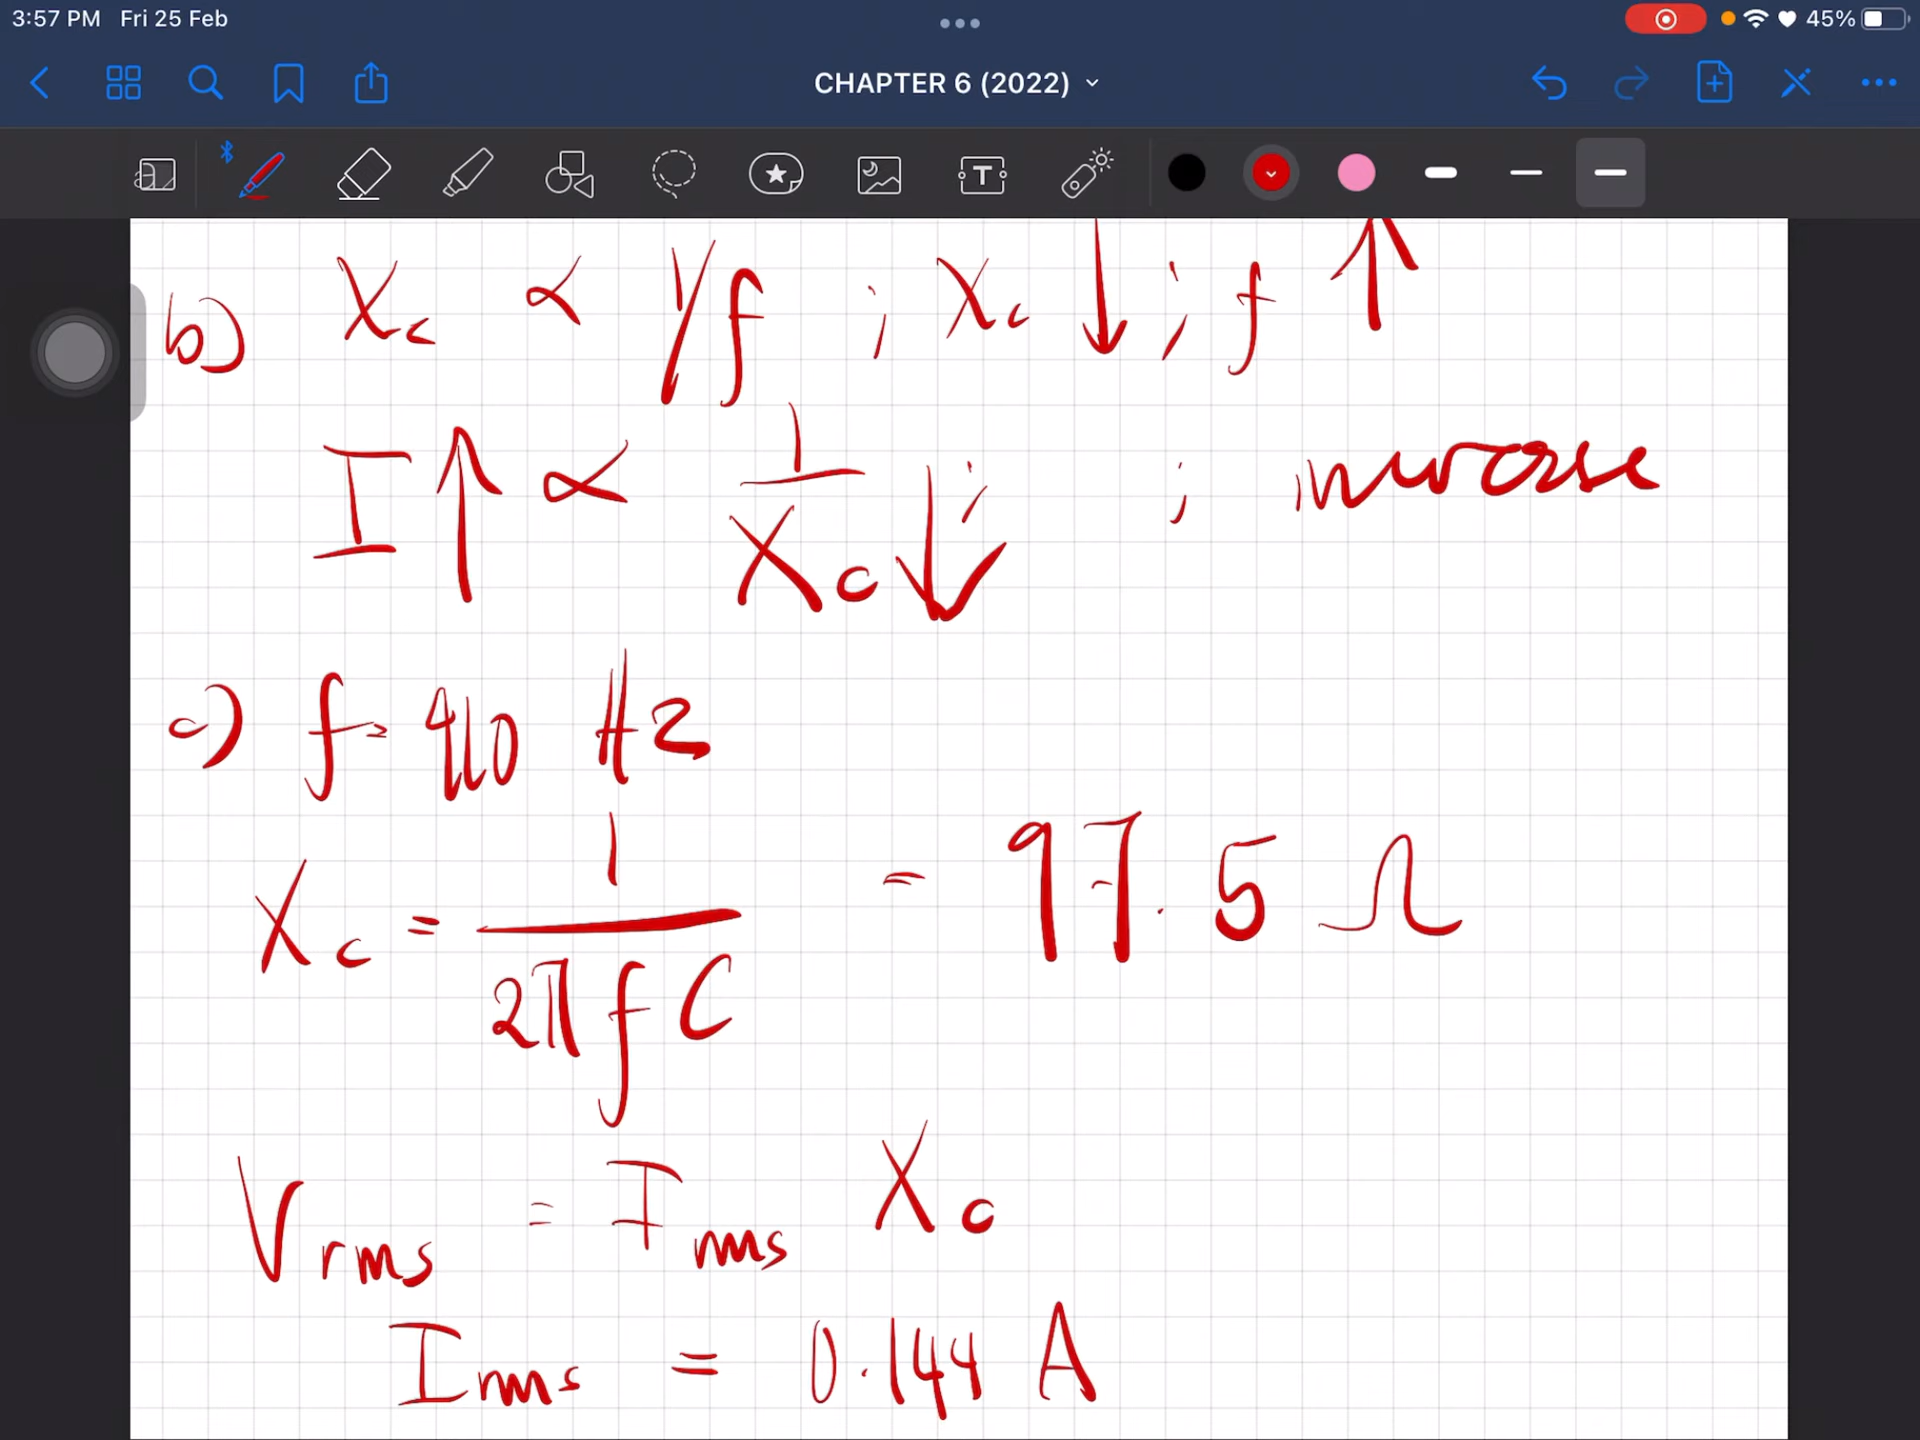 3:57 PM Fri 25 Feb
45%
CHAPTER 6 (2022)
b) Xc ∝ 1/f ; Xc ↓ ; f ↑
I ↑ ∝ 1/Xc ↓ ; ; inverse
c) f = 410 Hz
Xc = 1/2πfC = 97.5 Ω
Vrms = Irms Xc
Irms = 0.144 A